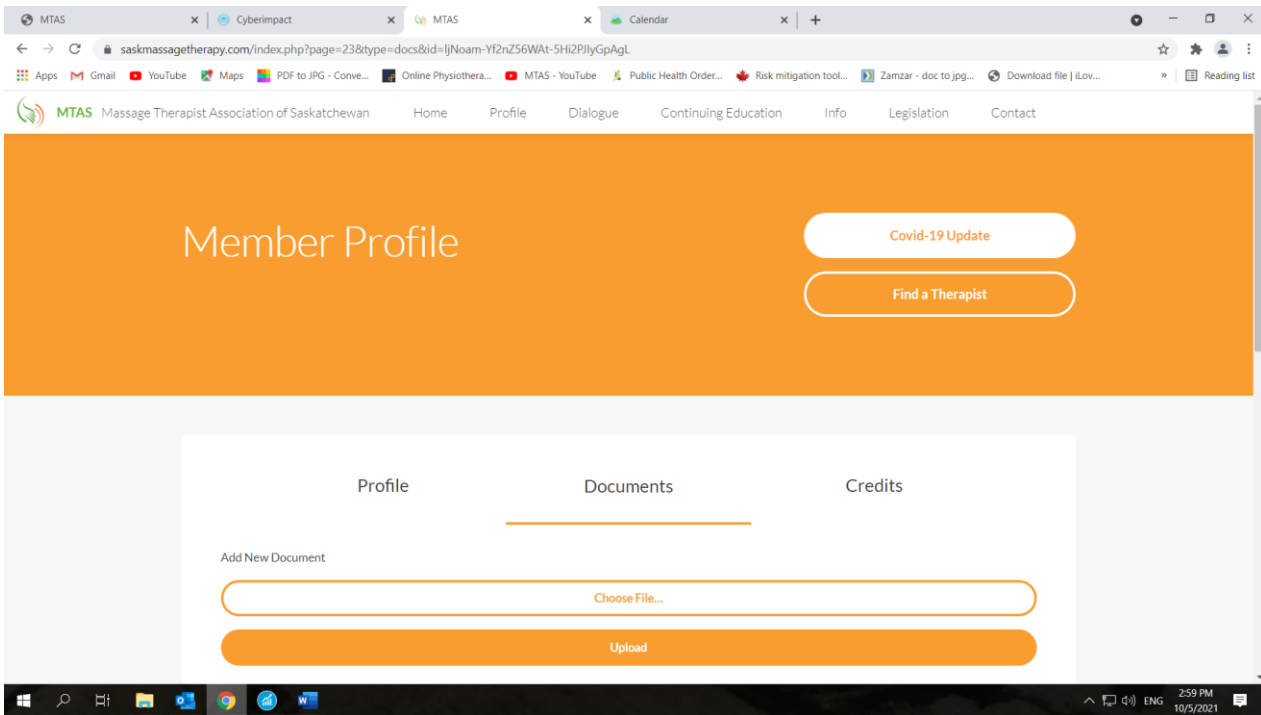 MTAS
Cyberimpact
MTAS
Calendar
saskmassagetherapy.com/index.php?page=23&type=docs&id=ljNoam-Yf2nZ56WAt-5Hi2PJIyGpAgL
Apps Gmail YouTube Maps PDF to JPG - Conve... Online Physiothera... MTAS - YouTube Public Health Order... Risk mitigation tool... Zamzar - doc to jpg... Download file | iLov... » Reading list
MTAS Massage Therapist Association of Saskatchewan Home Profile Dialogue Continuing Education Info Legislation Contact
Member Profile
Covid-19 Update
Find a Therapist
Profile Documents Credits
Add New Document
Choose File...
Upload
ENG
2:59 PM
10/5/2021